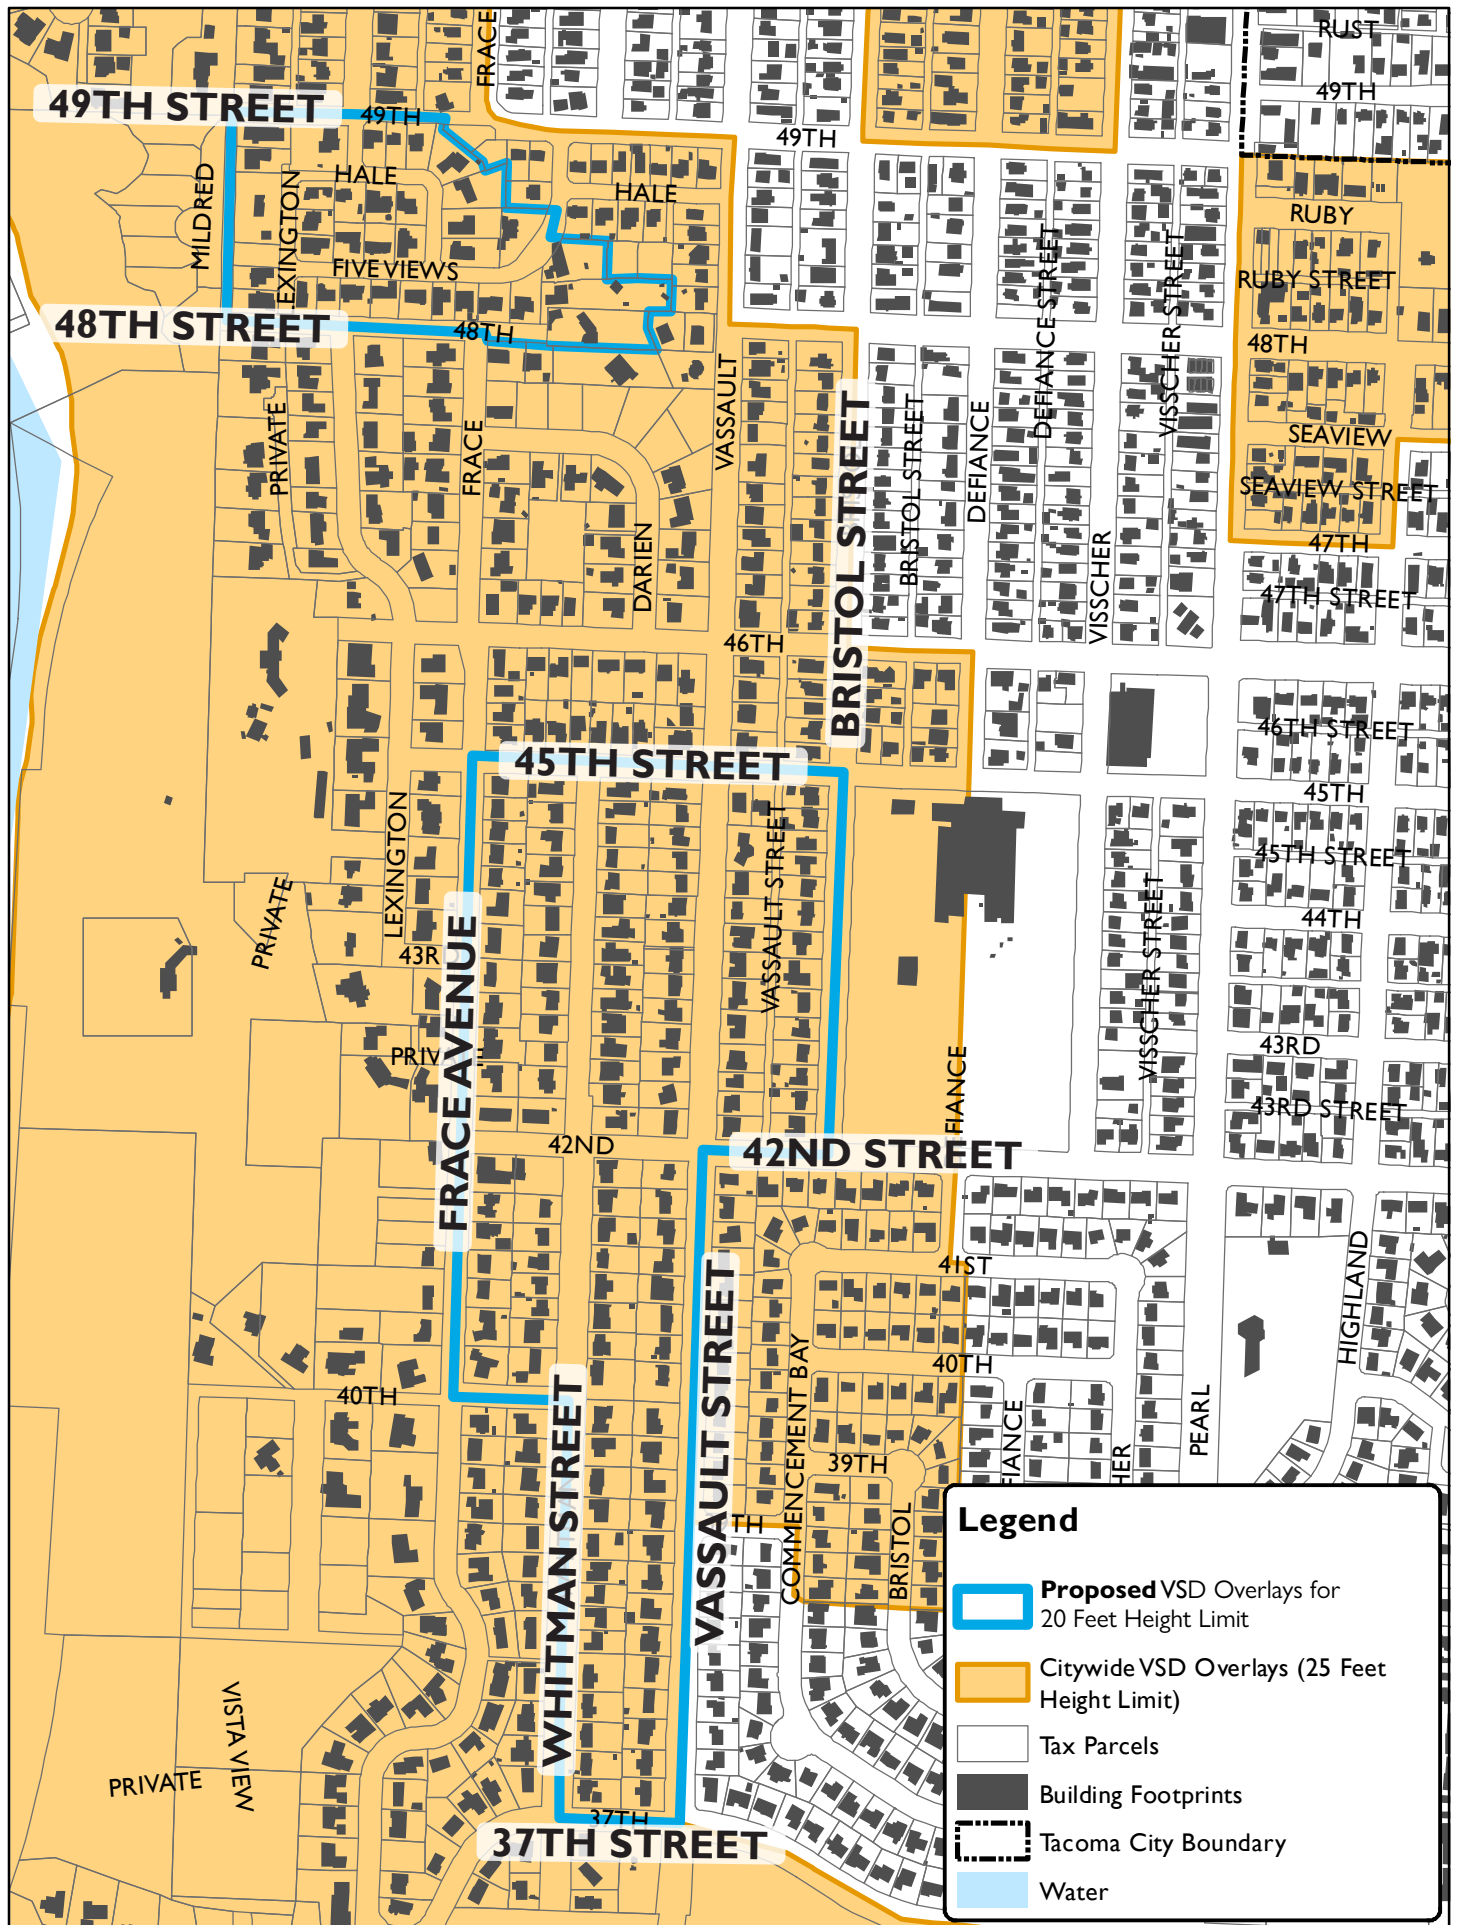 FRACE
RUST
49TH
49TH STREET
49TH
49TH
HALE
HALE
MILDRED
LEXINGTON
RUBY
FIVE VIEWS
RUBY STREET
48TH STREET
48TH
48TH
DEFIANCE STREET
VISSCHER STREET
VASSAULT
PRIVATE
FRACE
BRISTOL STREET
BRISTOL STREET
DEFIANCE
SEAVIEW
SEAVIEW STREET
47TH
DARIEN
VISSCHER
47TH STREET
46TH
46TH STREET
45TH STREET
45TH
LEXINGTON
VASSAULT STREET
45TH STREET
PRIVATE
44TH
43R
FRACE AVENUE
VISSCHER STREET
43RD
PRIV
E
EFIANCE
43RD STREET
42ND
42ND STREET
41ST
HIGHLAND
VASSAULT STREET
40TH
COMMENCEMENT BAY
40TH
WHITMAN STREET
FIANCE
HER
PEARL
39TH
TH
BRISTOL
VISTA VIEW
PRIVATE
37TH
37TH STREET
Legend
Proposed VSD Overlays for
20 Feet Height Limit
Citywide VSD Overlays (25 Feet
Height Limit)
Tax Parcels
Building Footprints
Tacoma City Boundary
Water